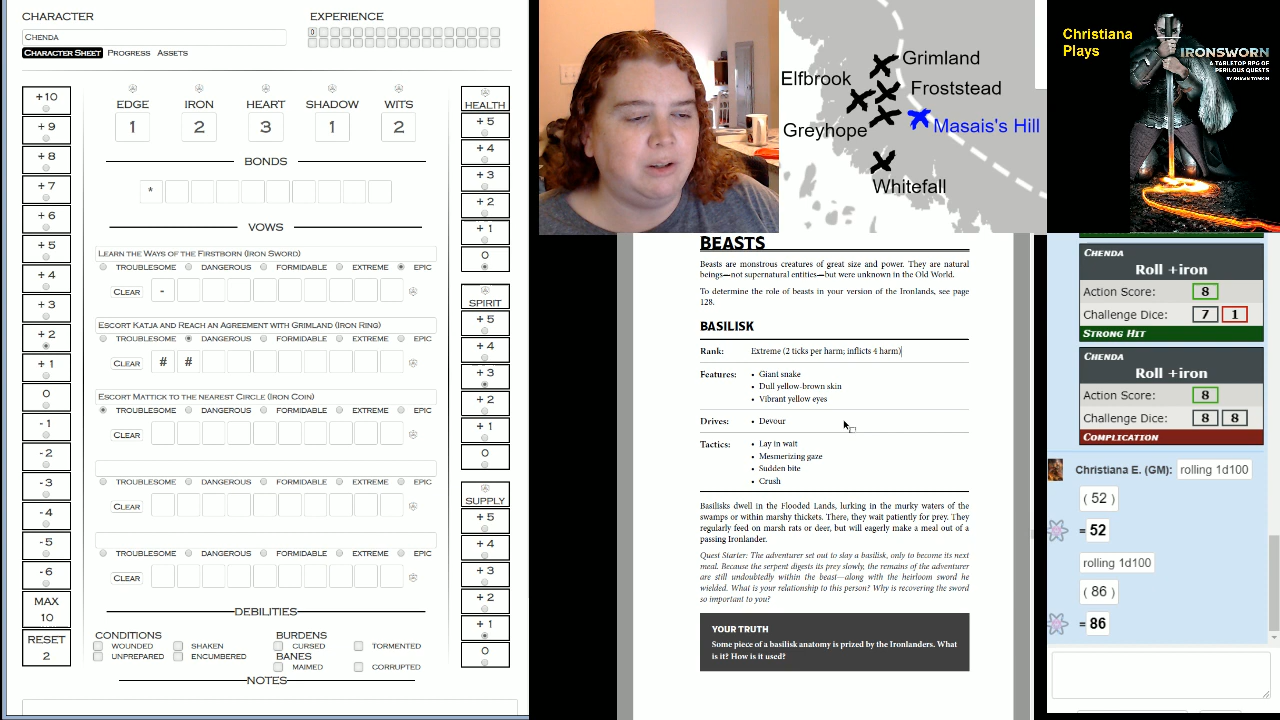 CHARACTER
EXPERIENCE
Chenda
0
Character Sheet Progress Assets
EDGE IRON HEART SHADOW WITS
1 2 3 1 2
BONDS
*
VOWS
Learn the Ways of the Firstborn (Iron Sword)
TROUBLESOME DANGEROUS FORMIDABLE EXTREME EPIC
CLEAR -
Escort Katja and Reach an Agreement with Grimland (Iron Ring)
TROUBLESOME DANGEROUS FORMIDABLE EXTREME EPIC
CLEAR # #
Escort Mattick to the nearest Circle (Iron Coin)
TROUBLESOME DANGEROUS FORMIDABLE EXTREME EPIC
CLEAR
TROUBLESOME DANGEROUS FORMIDABLE EXTREME EPIC
CLEAR
TROUBLESOME DANGEROUS FORMIDABLE EXTREME EPIC
CLEAR
DEBILITIES
CONDITIONS
WOUNDED SHAKEN
UNPREPARED ENCUMBERED
BURDENS
CURSED TORMENTED
BANES
MAIMED CORRUPTED
NOTES
+10
+9
+8
+7
+6
+5
+4
+3
+2
+1
0
-1
-2
-3
-4
-5
-6
MAX
10
RESET
2
HEALTH
+5
+4
+3
+2
+1
0
SPIRIT
+5
+4
+3
+2
+1
0
SUPPLY
+5
+4
+3
+2
+1
0
Grimland
Elfbrook
Froststead
Greyhope
Masais's Hill
Whitefall
Christiana
Plays
IRONSWORN
A TABLETOP RPG OF
PERILOUS QUESTS
BY SHAWN TOMKIN
BEASTS
Beasts are monstrous creatures of great size and power. They are natural
beings—not supernatural entities—but were unknown in the Old World.
To determine the role of beasts in your version of the Ironlands, see page
128.
BASILISK
Rank: Extreme (2 ticks per harm; inflicts 4 harm)
Features: • Giant snake
• Dull yellow-brown skin
• Vibrant yellow eyes
Drives: • Devour
Tactics: • Lay in wait
• Mesmerizing gaze
• Sudden bite
• Crush
Basilisks dwell in the Flooded Lands, lurking in the murky waters of the
swamps or within marshy thickets. There, they wait patiently for prey. They
regularly feed on marsh rats or deer, but will eagerly make a meal out of a
passing Ironlander.
Quest Starter: The adventurer set out to slay a basilisk, only to become its next
meal. Because the serpent digests its prey slowly, the remains of the adventurer
are still undoubtedly within the beast—along with the heirloom sword he
wielded. What is your relationship to this person? Why is recovering the sword
so important to you?
YOUR TRUTH
Some piece of a basilisk anatomy is prized by the Ironlanders. What
is it? How is it used?
Chenda
Roll +iron
Action Score: 8
Challenge Dice: 7 1
Strong Hit
Chenda
Roll +iron
Action Score: 8
Challenge Dice: 8 8
Complication
Christiana E. (GM): rolling 1d100
( 52 )
= 52
rolling 1d100
( 86 )
= 86